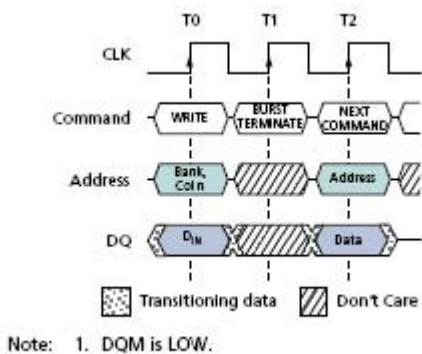 T0 T1 T2
CLK
Command WRITE BURST TERMINATE NEXT COMMAND
Address Bank, Col n Address
DQ DIN Data
Transitioning data Don't Care
Note: 1. DQM is LOW.